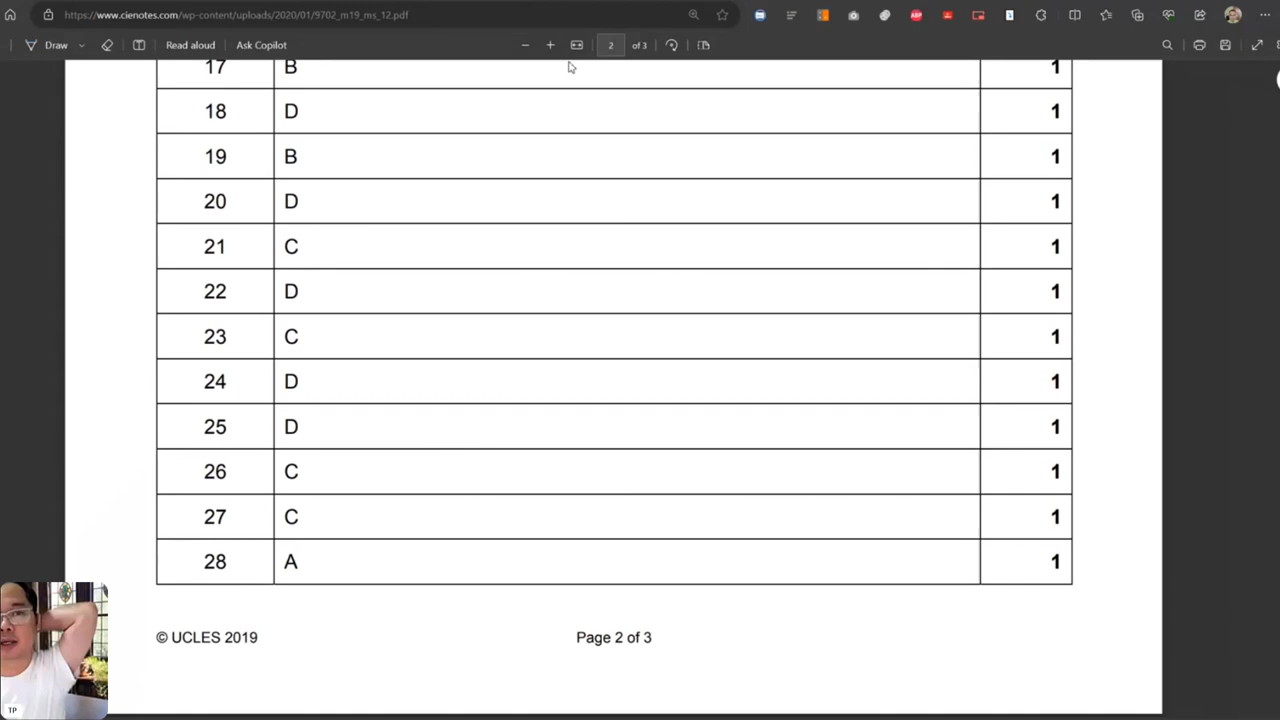 https://www.cienotes.com/wp-content/uploads/2020/01/9702_m19_ms_12.pdf
Draw
Read aloud
Ask Copilot
2 of 3
ABP
17 B 1
18 D 1
19 B 1
20 D 1
21 C 1
22 D 1
23 C 1
24 D 1
25 D 1
26 C 1
27 C 1
28 A 1
© UCLES 2019 Page 2 of 3
TP